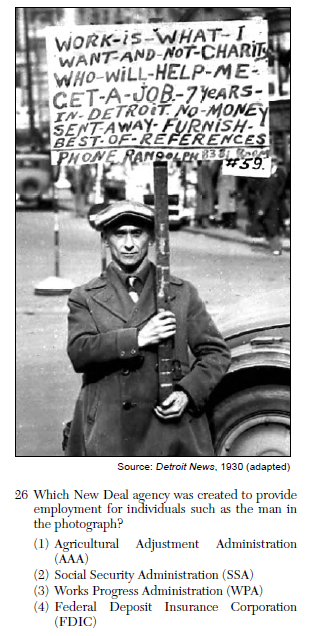 WORK-iS-WHAT-I
WANT-AND-NOT-CHARITY
WHO-WiLL-HELP-ME-
GET-A-JOB-7 YEARS-
IN-DETROIT. NO-MONEY
SENT AWAY-FURNISH-
BEST-OF-REFERENCES
PHONE RANDOLPH 838 ROOM
#59.
Source: Detroit News, 1930 (adapted)
26 Which New Deal agency was created to provide
employment for individuals such as the man in
the photograph?
(1) Agricultural Adjustment Administration
(AAA)
(2) Social Security Administration (SSA)
(3) Works Progress Administration (WPA)
(4) Federal Deposit Insurance Corporation
(FDIC)